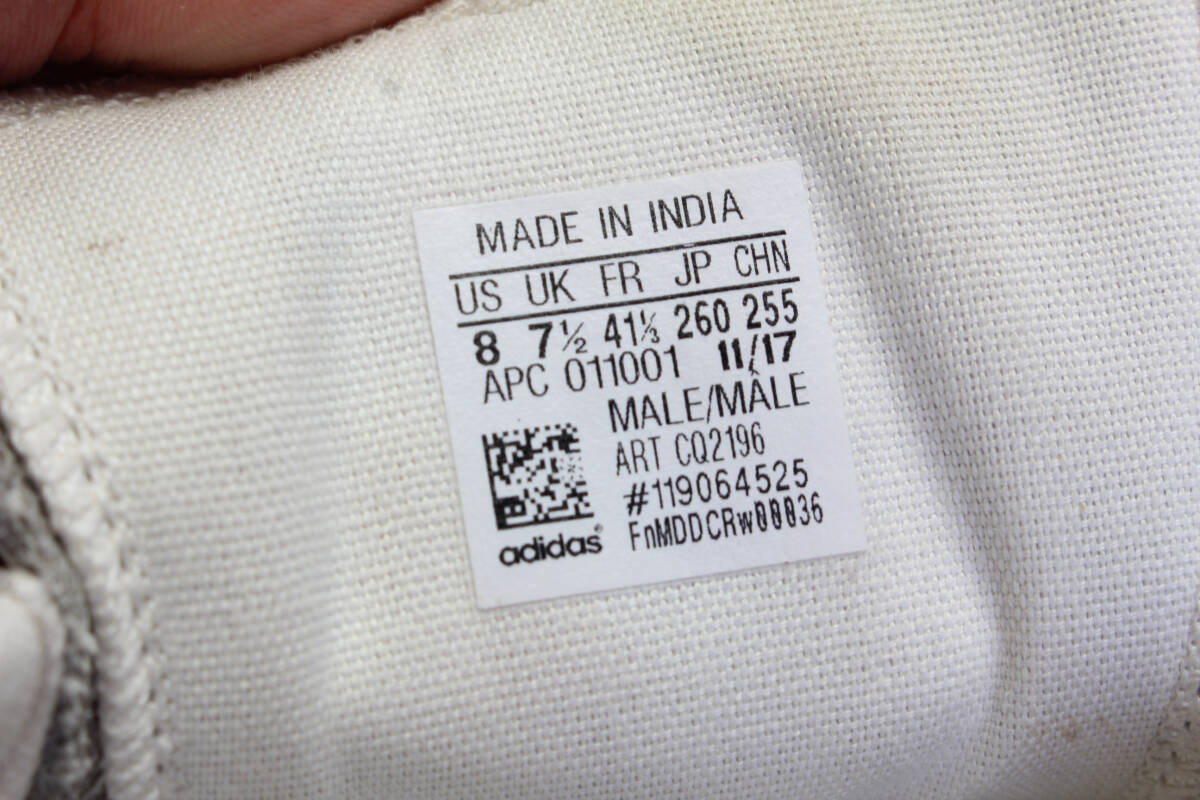 MADE IN INDIA
US UK FR JP CHN
8 7½ 41⅓ 260 255
APC 011001 11/17
MALE/MÂLE
ART CQ2196
#119064525
FnMDDCRw00036
adidas®